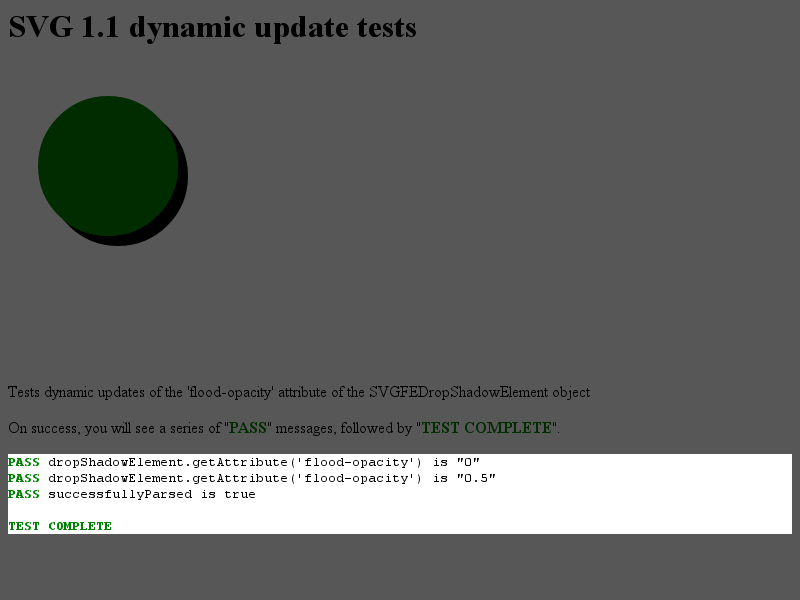 SVG 1.1 dynamic update tests
Tests dynamic updates of the 'flood-opacity' attribute of the SVGFEDropShadowElement object
On success, you will see a series of "PASS" messages, followed by "TEST COMPLETE".
PASS dropShadowElement.getAttribute('flood-opacity') is "0"
PASS dropShadowElement.getAttribute('flood-opacity') is "0.5"
PASS successfullyParsed is true
TEST COMPLETE